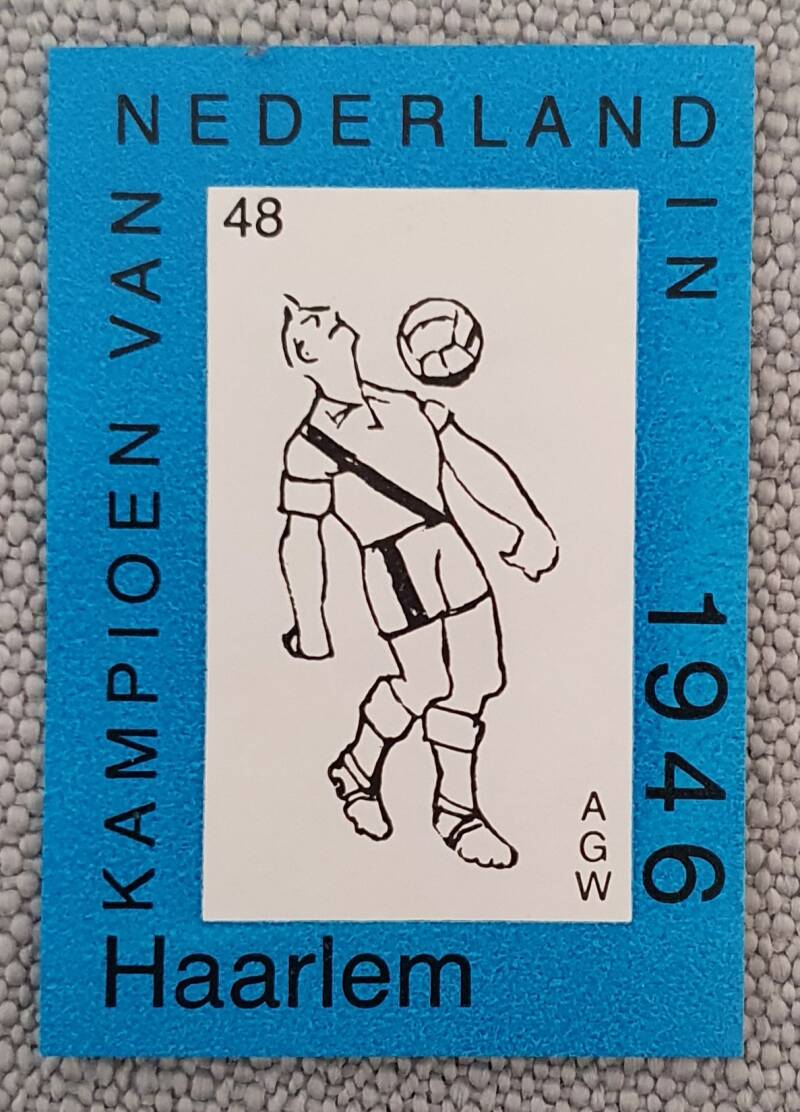 KAMPIOEN VAN
NEDERLAND
IN
1946
48
A
G
W
Haarlem